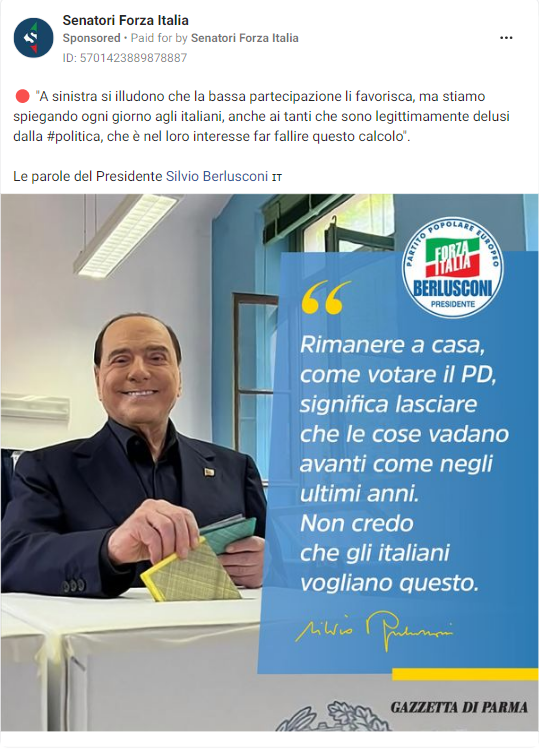 Senatori Forza Italia
Sponsored • Paid for by Senatori Forza Italia
ID: 5701423889878887
"A sinistra si illudono che la bassa partecipazione li favorisca, ma stiamo
spiegando ogni giorno agli italiani, anche ai tanti che sono legittimamente delusi
dalla #politica, che è nel loro interesse far fallire questo calcolo".
Le parole del Presidente Silvio Berlusconi IT
PARTITO POPOLARE EUROPEO
FORZA
ITALIA
BERLUSCONI
PRESIDENTE
“
Rimanere a casa,
come votare il PD,
significa lasciare
che le cose vadano
avanti come negli
ultimi anni.
Non credo
che gli italiani
vogliano questo.
Silvio Berlusconi
GAZZETTA DI PARMA